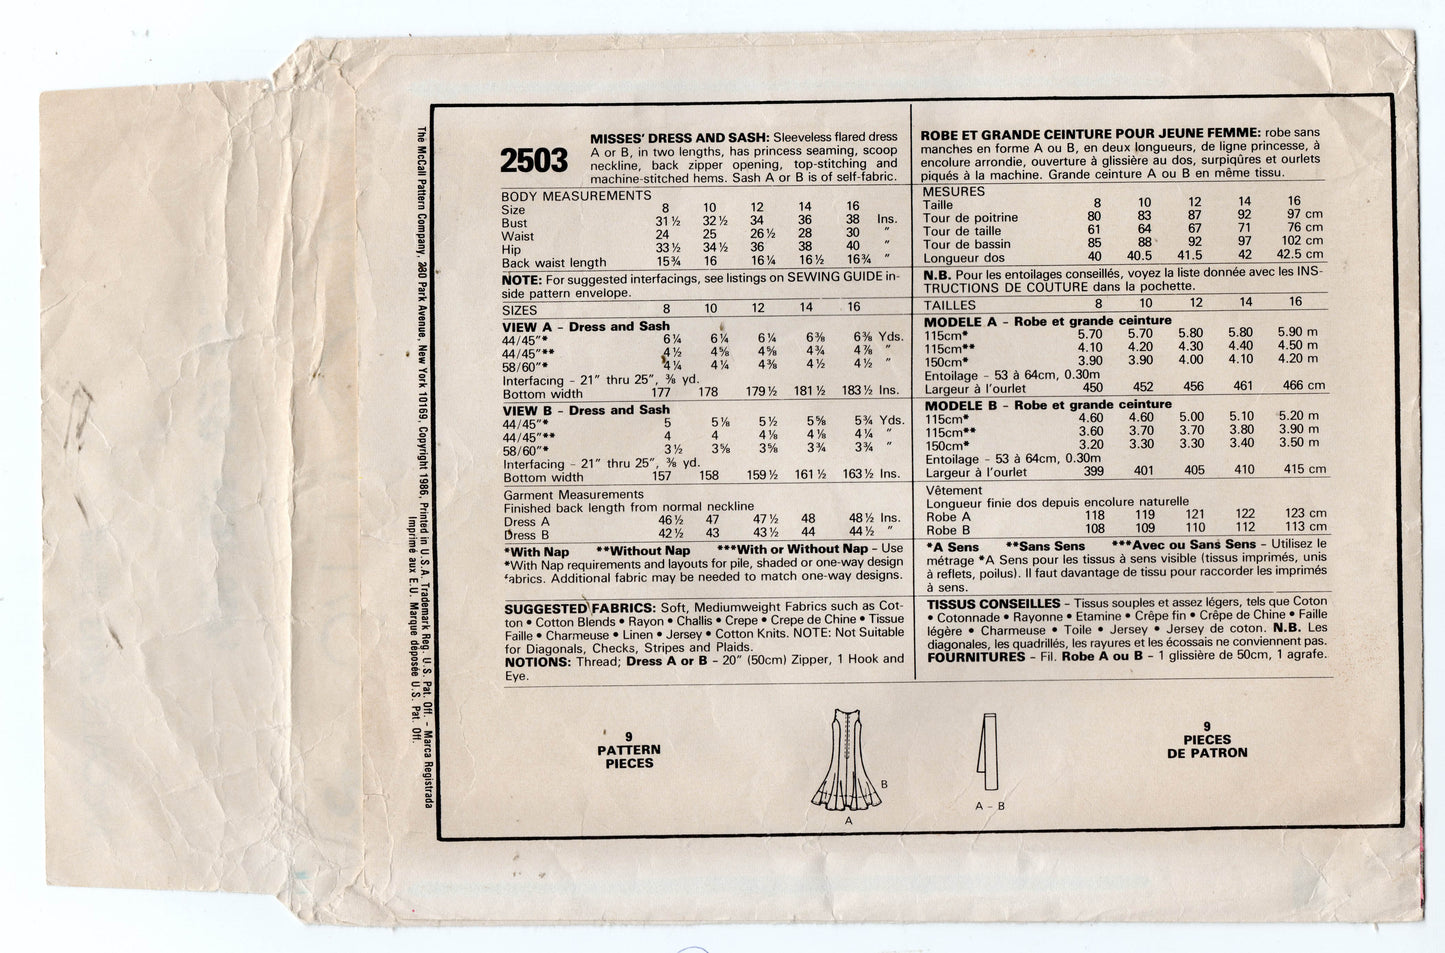 The McCall Pattern Company, 230 Park Avenue, New York 10169, Copyright 1986, Printed in U.S.A. Trademark Reg. U.S. Pat. Off. – Marca Registrada
Imprimé aux E.U. Marque déposée U.S. Pat. Off.
2503
MISSES' DRESS AND SASH: Sleeveless flared dress
A or B, in two lengths, has princess seaming, scoop
neckline, back zipper opening, top-stitching and
machine-stitched hems. Sash A or B is of self-fabric.
BODY MEASUREMENTS
Size 8 10 12 14 16
Bust 31½ 32½ 34 36 38 Ins.
Waist 24 25 26½ 28 30 "
Hip 33½ 34½ 36 38 40 "
Back waist length 15¾ 16 16¼ 16½ 16¾ "
NOTE: For suggested interfacings, see listings on SEWING GUIDE in-
side pattern envelope.
SIZES 8 10 12 14 16
VIEW A – Dress and Sash
44/45"* 6¼ 6¼ 6¼ 6⅜ 6⅜ Yds.
44/45"** 4½ 4⅝ 4⅝ 4¾ 4⅞ "
58/60"* 4¼ 4¼ 4⅜ 4½ 4½ "
Interfacing – 21" thru 25", ⅜ yd.
Bottom width 177 178 179½ 181½ 183½ Ins.
VIEW B – Dress and Sash
44/45"* 5 5⅛ 5½ 5⅝ 5¾ Yds.
44/45"** 4 4 4⅛ 4⅛ 4¼ "
58/60"* 3½ 3⅝ 3⅝ 3¾ 3¾ "
Interfacing – 21" thru 25", ⅜ yd.
Bottom width 157 158 159½ 161½ 163½ Ins.
Garment Measurements
Finished back length from normal neckline
Dress A 46½ 47 47½ 48 48½ Ins.
Dress B 42½ 43 43½ 44 44½ "
*With Nap **Without Nap ***With or Without Nap – Use
*With Nap requirements and layouts for pile, shaded or one-way design
fabrics. Additional fabric may be needed to match one-way designs.
SUGGESTED FABRICS: Soft, Mediumweight Fabrics such as Cot-
ton • Cotton Blends • Rayon • Challis • Crepe • Crepe de Chine • Tissue
Faille • Charmeuse • Linen • Jersey • Cotton Knits. NOTE: Not Suitable
for Diagonals, Checks, Stripes and Plaids.
NOTIONS: Thread; Dress A or B – 20" (50cm) Zipper, 1 Hook and
Eye.
ROBE ET GRANDE CEINTURE POUR JEUNE FEMME: robe sans
manches en forme A ou B, en deux longueurs, de ligne princesse, à
encolure arrondie, ouverture à glissière au dos, surpiqûres et ourlets
piqués à la machine. Grande ceinture A ou B en même tissu.
MESURES
Taille 8 10 12 14 16
Tour de poitrine 80 83 87 92 97 cm
Tour de taille 61 64 67 71 76 cm
Tour de bassin 85 88 92 97 102 cm
Longueur dos 40 40.5 41.5 42 42.5 cm
N.B. Pour les entoilages conseillés, voyez la liste donnée avec les INS-
TRUCTIONS DE COUTURE dans la pochette.
TAILLES 8 10 12 14 16
MODELE A – Robe et grande ceinture
115cm* 5.70 5.70 5.80 5.80 5.90 m
115cm** 4.10 4.20 4.30 4.40 4.50 m
150cm* 3.90 3.90 4.00 4.10 4.20 m
Entoilage – 53 à 64cm, 0.30m
Largeur à l'ourlet 450 452 456 461 466 cm
MODELE B – Robe et grande ceinture
115cm* 4.60 4.60 5.00 5.10 5.20 m
115cm** 3.60 3.70 3.70 3.80 3.90 m
150cm* 3.20 3.30 3.30 3.40 3.50 m
Entoilage – 53 à 64cm, 0.30m
Largeur à l'ourlet 399 401 405 410 415 cm
Vêtement
Longueur finie dos depuis encolure naturelle
Robe A 118 119 121 122 123 cm
Robe B 108 109 110 112 113 cm
*A Sens **Sans Sens ***Avec ou Sans Sens – Utilisez le
métrage *A Sens pour les tissus à sens visible (tissus imprimés, unis
à reflets, poilus). Il faut davantage de tissu pour raccorder les imprimés
à sens.
TISSUS CONSEILLES – Tissus souples et assez légers, tels que Coton
• Cotonnade • Rayonne • Etamine • Crêpe fin • Crêpe de Chine • Faille
légère • Charmeuse • Toile • Jersey • Jersey de coton. N.B. Les
diagonales, les quadrillés, les rayures et les écossais ne conviennent pas.
FOURNITURES – Fil. Robe A ou B – 1 glissière de 50cm, 1 agrafe.
9
PATTERN
PIECES
B
A
A – B
9
PIECES
DE PATRON